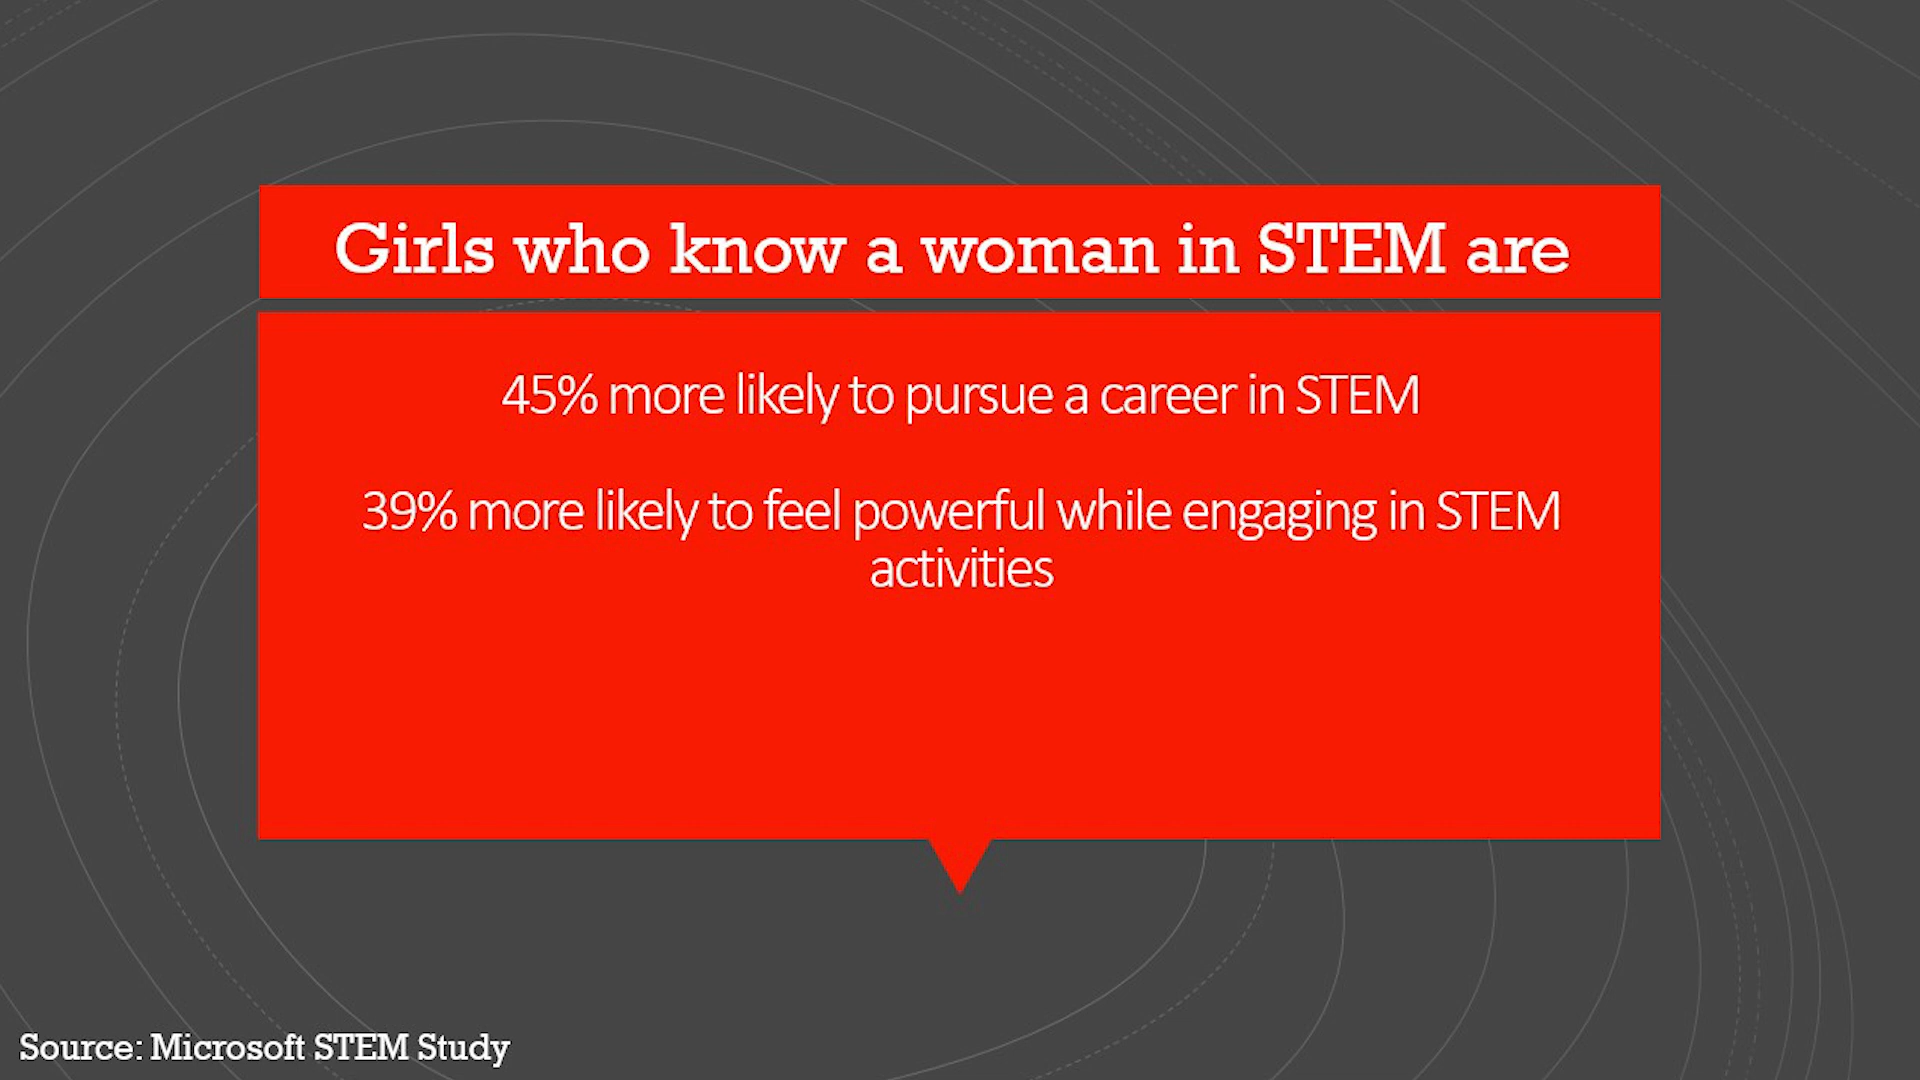 Girls who know a woman in STEM are
45% more likely to pursue a career in STEM
39% more likely to feel powerful while engaging in STEM
activities
Source: Microsoft STEM Study